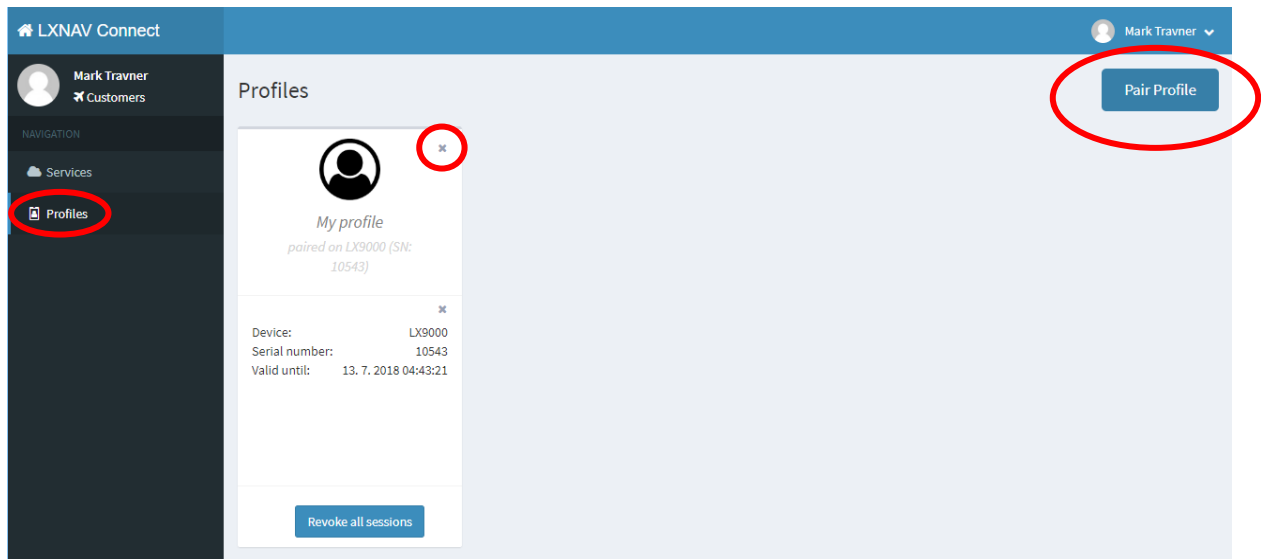 LXNAV Connect
Mark Travner
Mark Travner
Customers
NAVIGATION
Services
Profiles
Profiles
Pair Profile
My profile
paired on LX9000 (SN:
10543)
Device: LX9000
Serial number: 10543
Valid until: 13. 7. 2018 04:43:21
Revoke all sessions